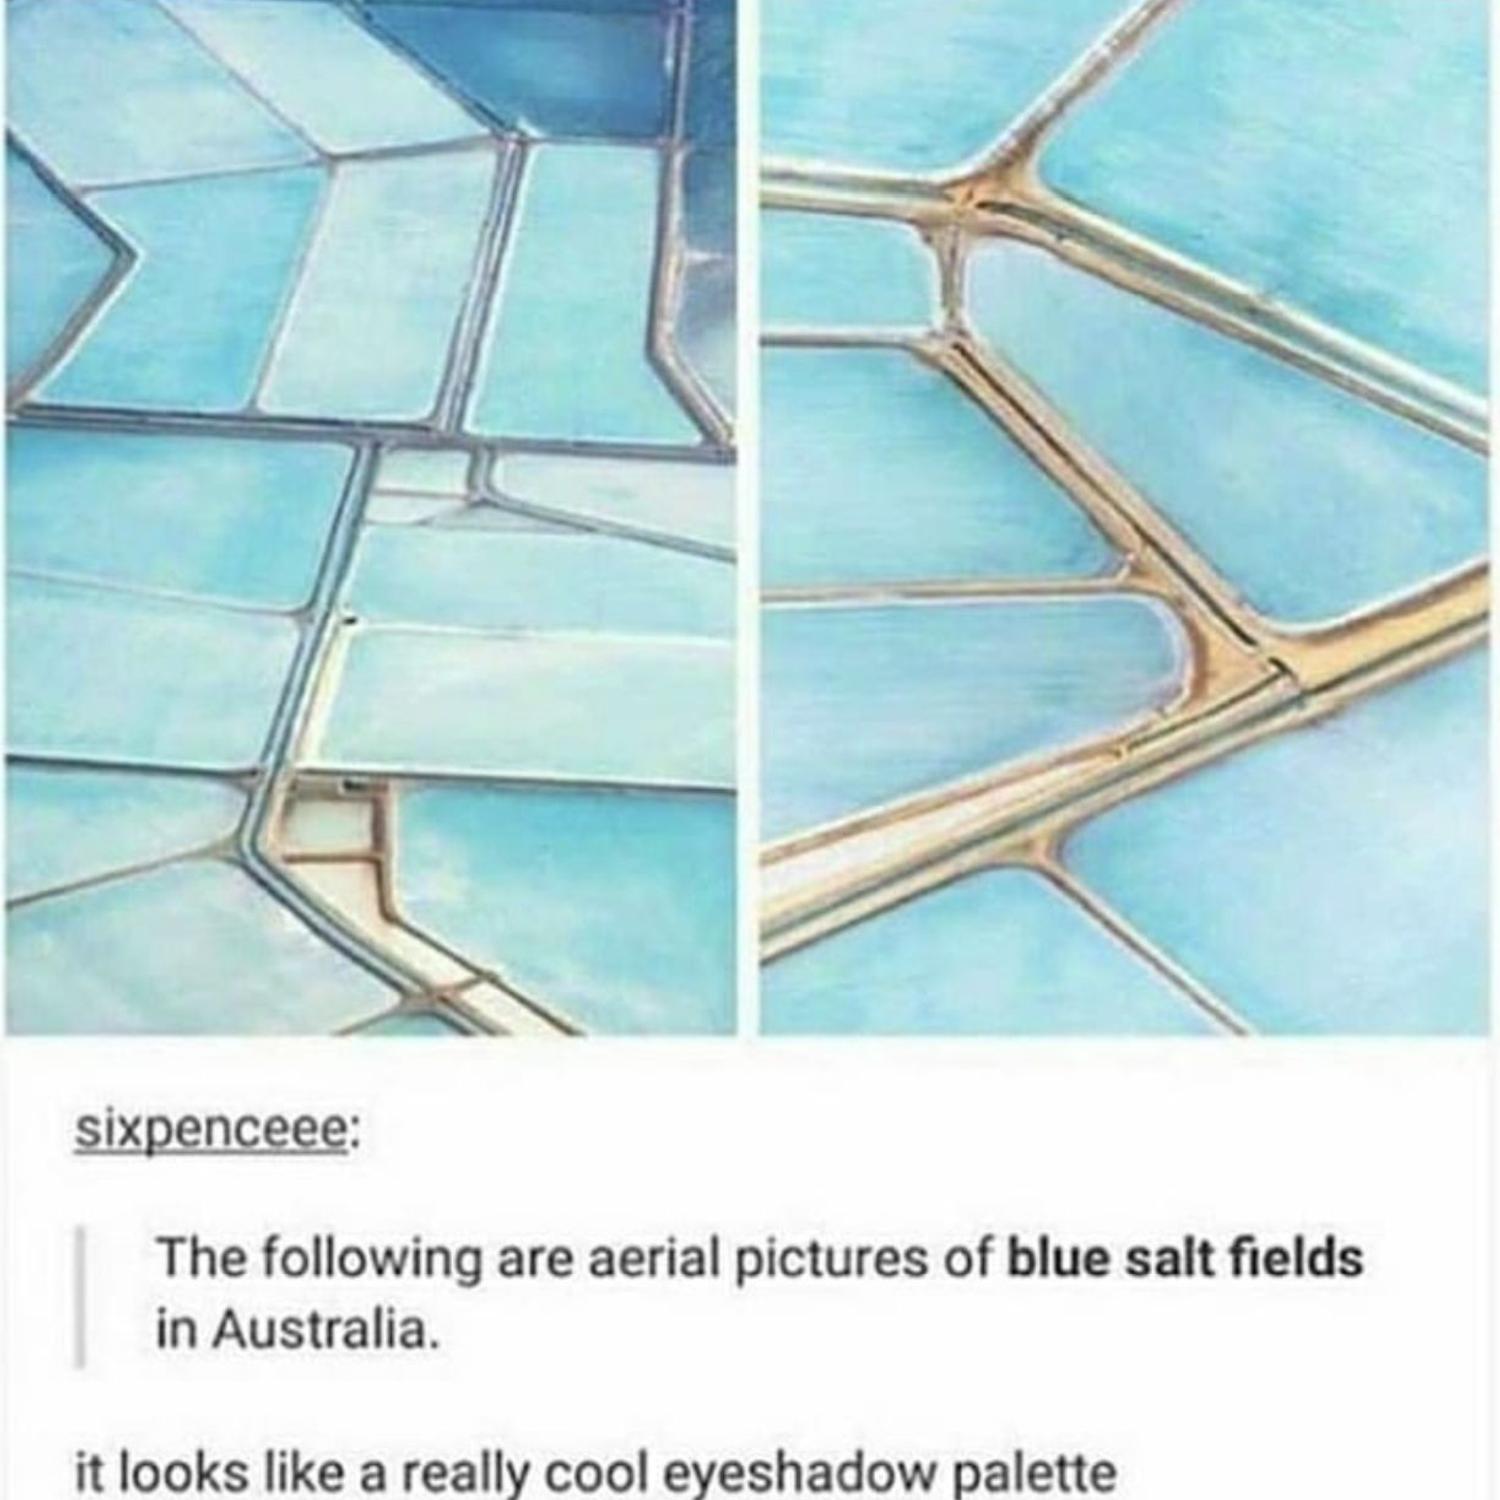 sixpenceee:
The following are aerial pictures of blue salt fields
in Australia.
it looks like a really cool eyeshadow palette